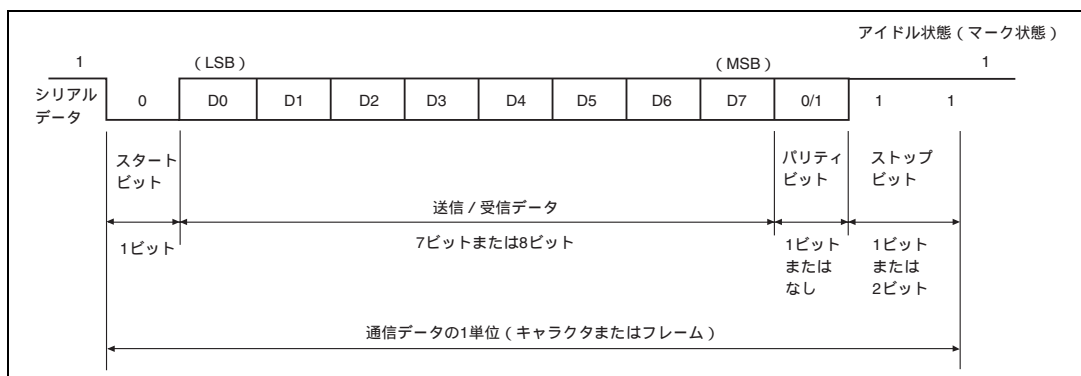 アイドル状態（マーク状態）
1 （LSB） （MSB） 1
シリアル
データ
0 D0 D1 D2 D3 D4 D5 D6 D7 0/1 1 1
スタート
ビット
パリティ
ビット
ストップ
ビット
送信 / 受信データ
1ビット
7ビットまたは8ビット
1ビット
または
なし
1ビット
または
2ビット
通信データの1単位（キャラクタまたはフレーム）